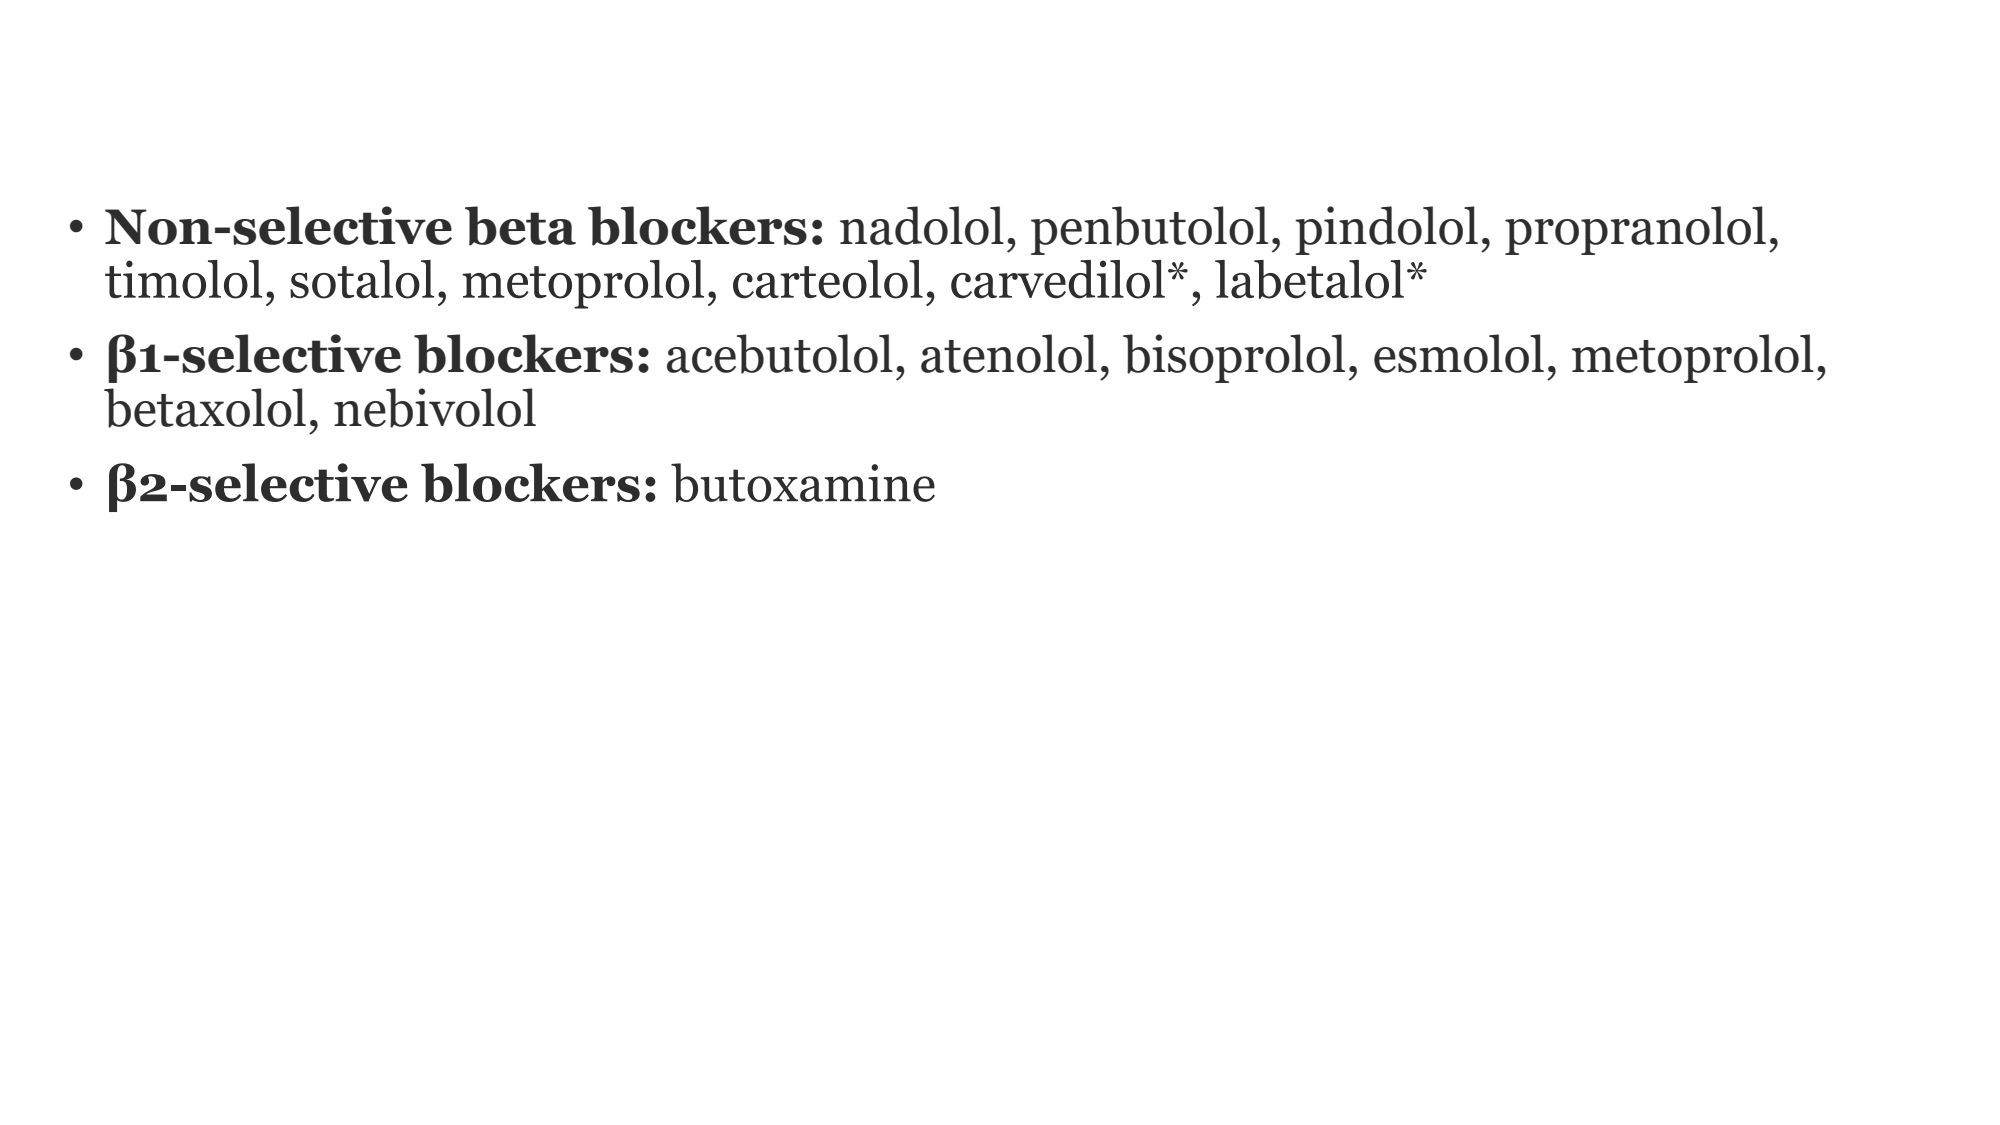 • Non-selective beta blockers: nadolol, penbutolol, pindolol, propranolol,
timolol, sotalol, metoprolol, carteolol, carvedilol*, labetalol*
• β1-selective blockers: acebutolol, atenolol, bisoprolol, esmolol, metoprolol,
betaxolol, nebivolol
• β2-selective blockers: butoxamine